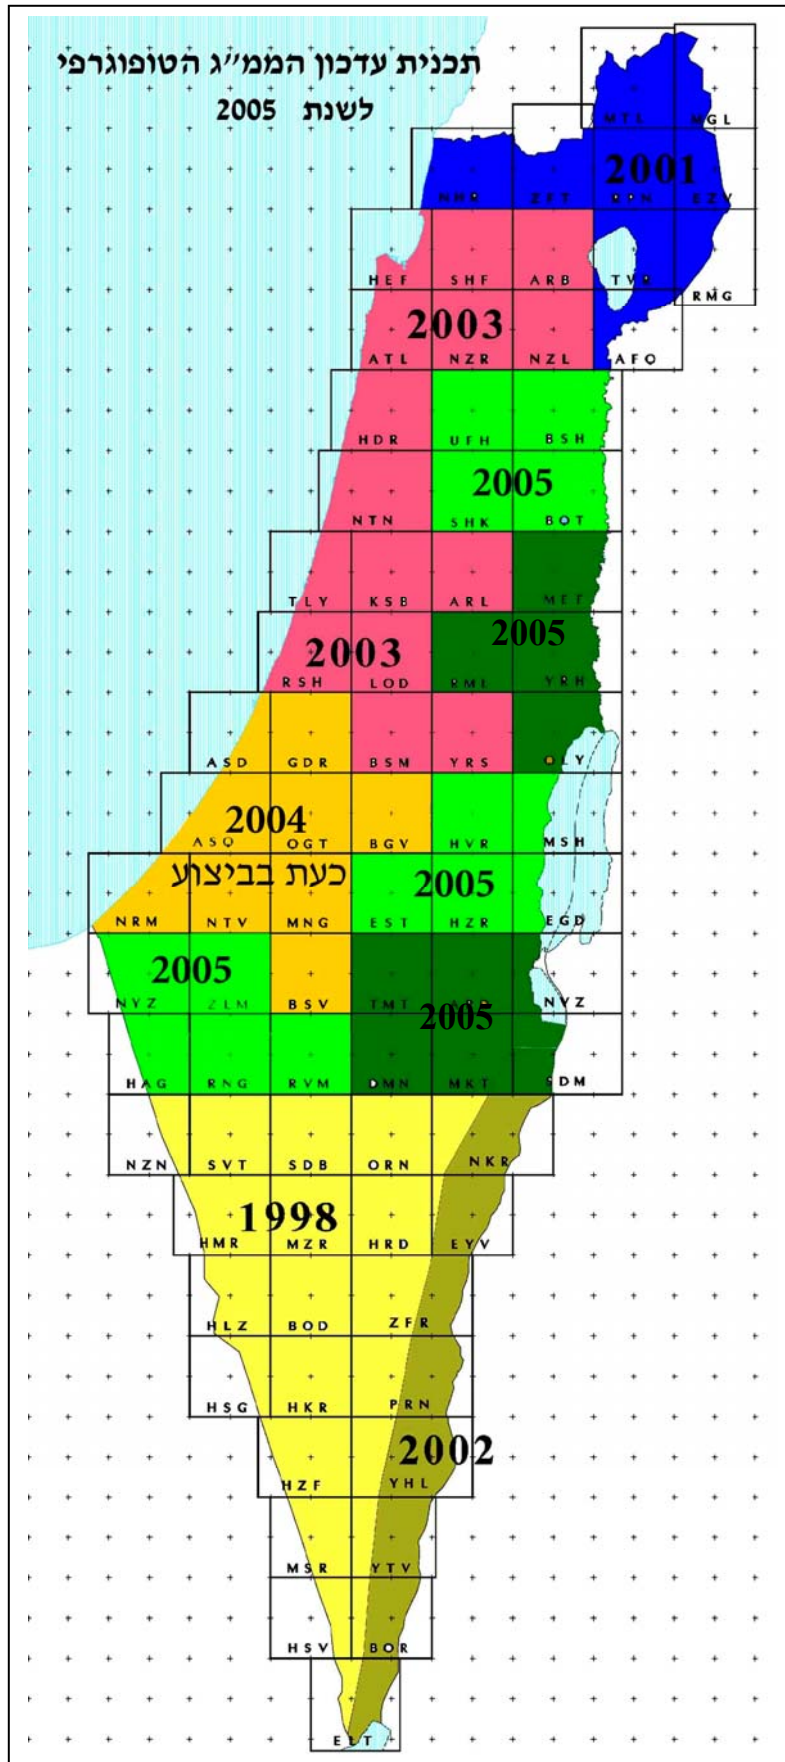 תכנית עדכון הממ"ג הטופוגרפי
לשנת 2005
MTL MGL
2001
NHR ZFT EZV
HEF SHF ARB TVR
RMG
2003
ATL NZR NZL AFQ
HDR UFH BSH
2005
NTN SHK BQT
TLY KSB ARL
2005
2003
RSH LOD RML YRH
ASD GDR BSM YRS
2004
ASQ OGT BGV HVR MSH
כעת בביצוע
2005
NRM NTV MNG EST HZR EGD
2005
NYZ ZLM BSV TMT NVZ
2005
HAG RNG RVM DMN MKT SDM
NZN SVT SDB ORN NKR
1998
HMR MZR HRD EYV
HLZ BOD ZFR
HSG HKR PRN
2002
HZF YHL
MSR YTV
HSV BOR
ELT